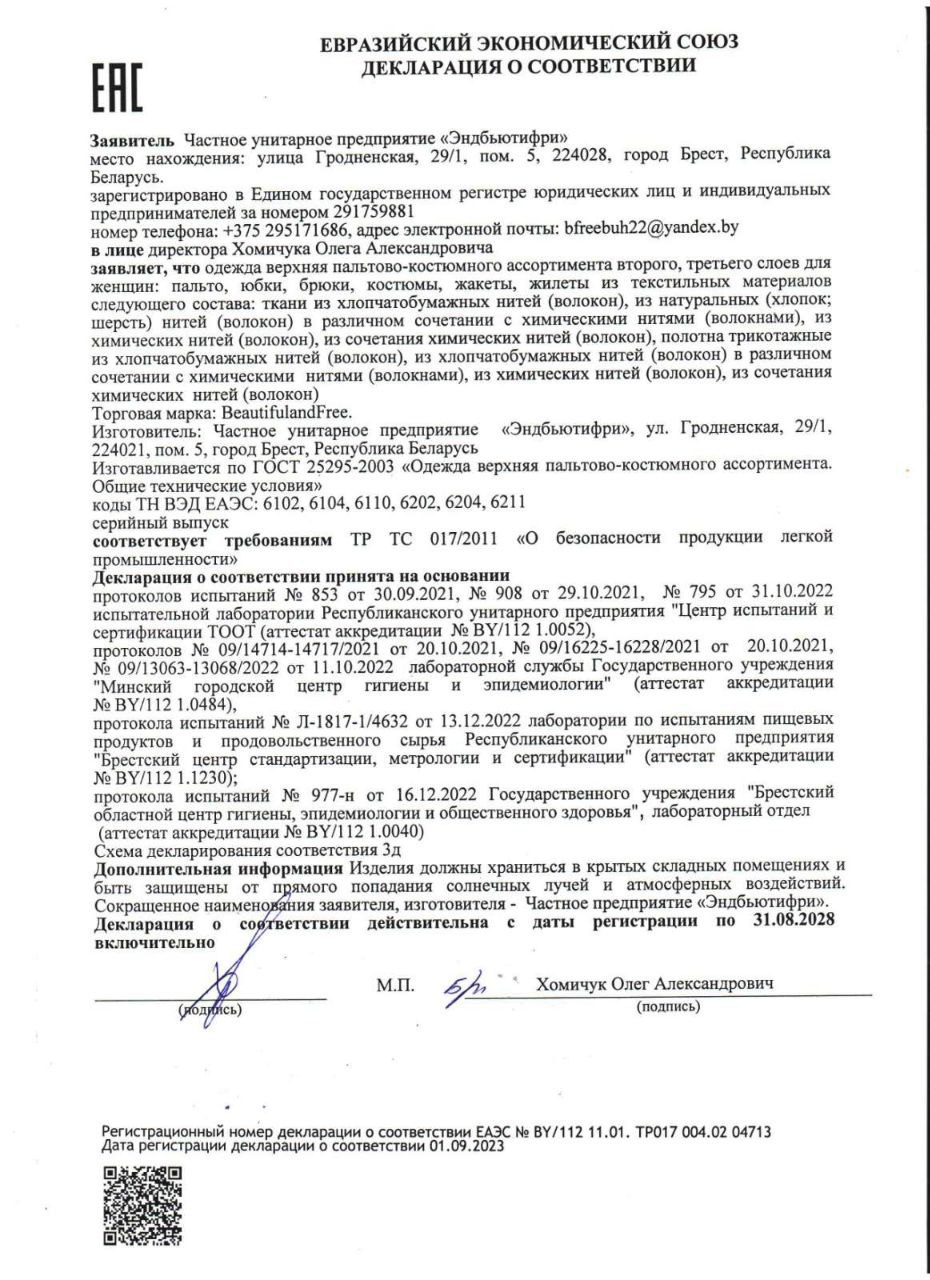 ЕВРАЗИЙСКИЙ ЭКОНОМИЧЕСКИЙ СОЮЗ
ДЕКЛАРАЦИЯ О СООТВЕТСТВИИ
ЕАС
Заявитель Частное унитарное предприятие «Эндбьютифри»
место нахождения: улица Гродненская, 29/1, пом. 5, 224028, город Брест, Республика
Беларусь.
зарегистрировано в Едином государственном регистре юридических лиц и индивидуальных
предпринимателей за номером 291759881
номер телефона: +375 295171686, адрес электронной почты: bfreebuh22@yandex.by
в лице директора Хомичука Олега Александровича
заявляет, что одежда верхняя пальтово-костюмного ассортимента второго, третьего слоев для
женщин: пальто, юбки, брюки, костюмы, жакеты, жилеты из текстильных материалов
следующего состава: ткани из хлопчатобумажных нитей (волокон), из натуральных (хлопок;
шерсть) нитей (волокон) в различном сочетании с химическими нитями (волокнами), из
химических нитей (волокон), из сочетания химических нитей (волокон), полотна трикотажные
из хлопчатобумажных нитей (волокон), из хлопчатобумажных нитей (волокон) в различном
сочетании с химическими нитями (волокнами), из химических нитей (волокон), из сочетания
химических нитей (волокон)
Торговая марка: BeautifulandFree.
Изготовитель: Частное унитарное предприятие «Эндбьютифри», ул. Гродненская, 29/1,
224021, пом. 5, город Брест, Республика Беларусь
Изготавливается по ГОСТ 25295-2003 «Одежда верхняя пальтово-костюмного ассортимента.
Общие технические условия»
коды ТН ВЭД ЕАЭС: 6102, 6104, 6110, 6202, 6204, 6211
серийный выпуск
соответствует требованиям ТР ТС 017/2011 «О безопасности продукции легкой
промышленности»
Декларация о соответствии принята на основании
протоколов испытаний № 853 от 30.09.2021, № 908 от 29.10.2021, № 795 от 31.10.2022
испытательной лаборатории Республиканского унитарного предприятия "Центр испытаний и
сертификации ТООТ (аттестат аккредитации № BY/112 1.0052),
протоколов № 09/14714-14717/2021 от 20.10.2021, № 09/16225-16228/2021 от 20.10.2021,
№ 09/13063-13068/2022 от 11.10.2022 лабораторной службы Государственного учреждения
"Минский городской центр гигиены и эпидемиологии" (аттестат аккредитации
№ BY/112 1.0484),
протокола испытаний № Л-1817-1/4632 от 13.12.2022 лаборатории по испытаниям пищевых
продуктов и продовольственного сырья Республиканского унитарного предприятия
"Брестский центр стандартизации, метрологии и сертификации" (аттестат аккредитации
№ BY/112 1.1230);
протокола испытаний № 977-н от 16.12.2022 Государственного учреждения "Брестский
областной центр гигиены, эпидемиологии и общественного здоровья", лабораторный отдел
(аттестат аккредитации № BY/112 1.0040)
Схема декларирования соответствия 3д
Дополнительная информация Изделия должны храниться в крытых складных помещениях и
быть защищены от прямого попадания солнечных лучей и атмосферных воздействий.
Сокращенное наименования заявителя, изготовителя - Частное предприятие «Эндбьютифри».
Декларация о соответствии действительна с даты регистрации по 31.08.2028
включительно
М.П. б/п Хомичук Олег Александрович
(подпись) (подпись)
Регистрационный номер декларации о соответствии ЕАЭС № BY/112 11.01. ТР017 004.02 04713
Дата регистрации декларации о соответствии 01.09.2023